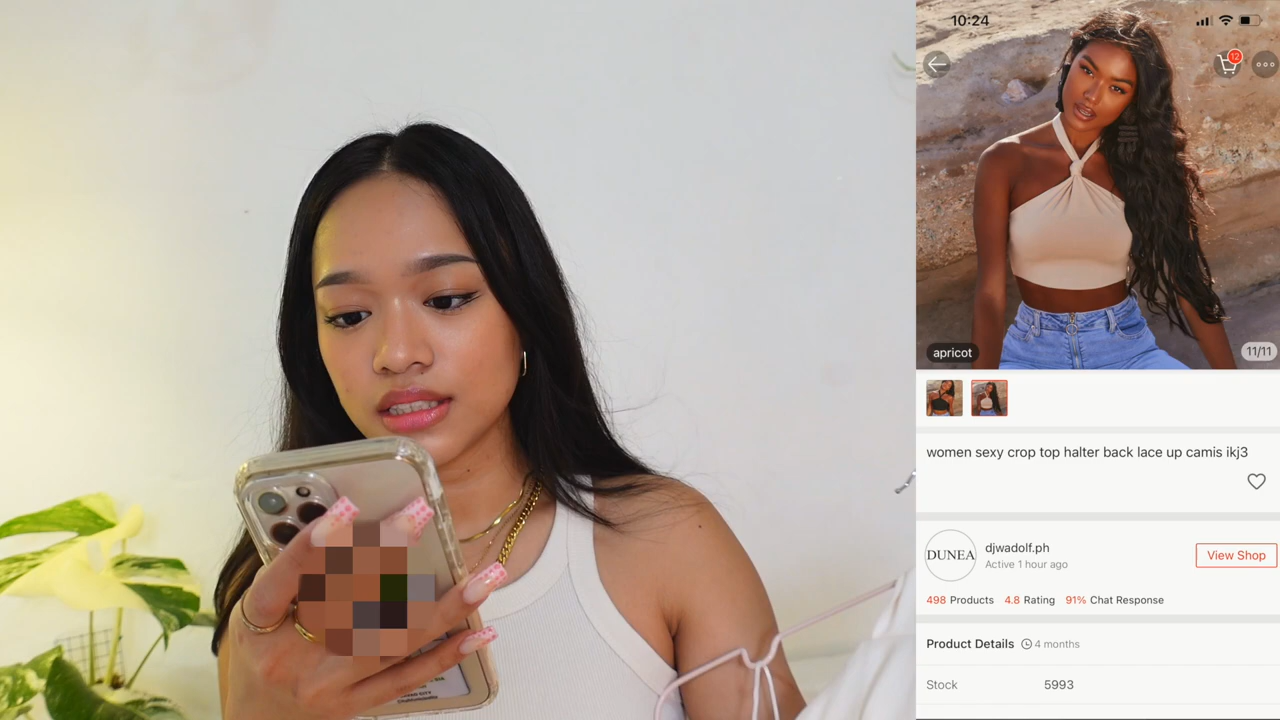 10:24
12
apricot
11/11
women sexy crop top halter back lace up camis ikj3
DUNEA
djwadolf.ph
Active 1 hour ago
View Shop
498 Products 4.8 Rating 91% Chat Response
Product Details 4 months
Stock 5993